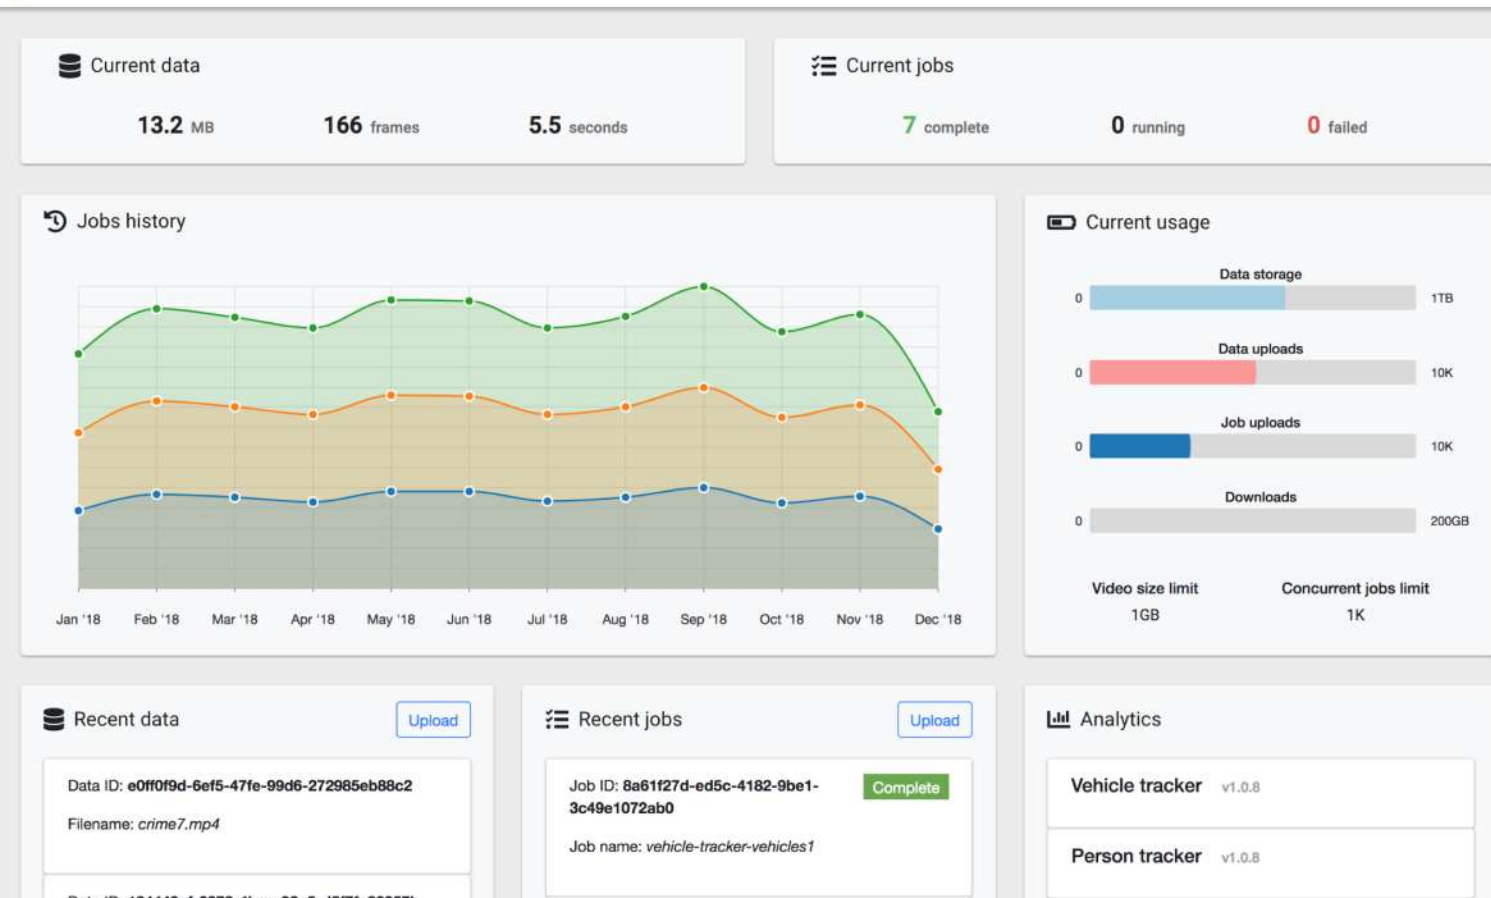 Current data
13.2 MB 166 frames 5.5 seconds
Current jobs
7 complete 0 running 0 failed
Jobs history
Jan '18 Feb '18 Mar '18 Apr '18 May '18 Jun '18 Jul '18 Aug '18 Sep '18 Oct '18 Nov '18 Dec '18
Current usage
Data storage
0 1TB
Data uploads
0 10K
Job uploads
0 10K
Downloads
0 200GB
Video size limit Concurrent jobs limit
1GB 1K
Recent data Upload
Data ID: e0ff0f9d-6ef5-47fe-99d6-272985eb88c2
Filename: crime7.mp4
Data ID:
Recent jobs Upload
Job ID: 8a61f27d-ed5c-4182-9be1- Complete
3c49e1072ab0
Job name: vehicle-tracker-vehicles1
Analytics
Vehicle tracker v1.0.8
Person tracker v1.0.8